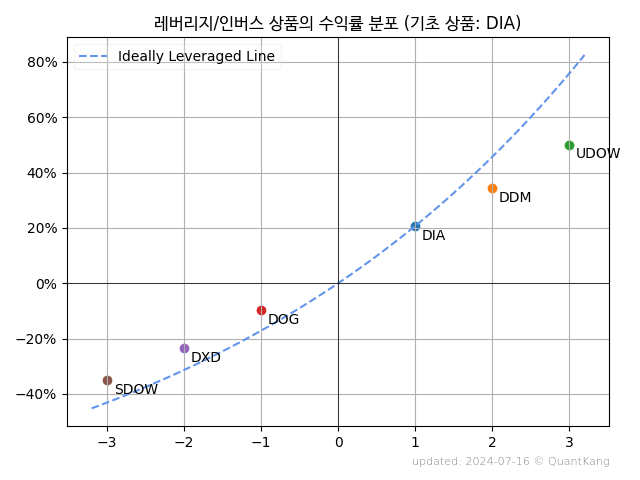 레버리지/인버스 상품의 수익률 분포 (기초 상품: DIA)
Ideally Leveraged Line
80%
60%
40%
20%
0%
−20%
−40%
UDOW
DDM
DIA
DOG
DXD
SDOW
−3 −2 −1 0 1 2 3
updated: 2024-07-16 © QuantKang